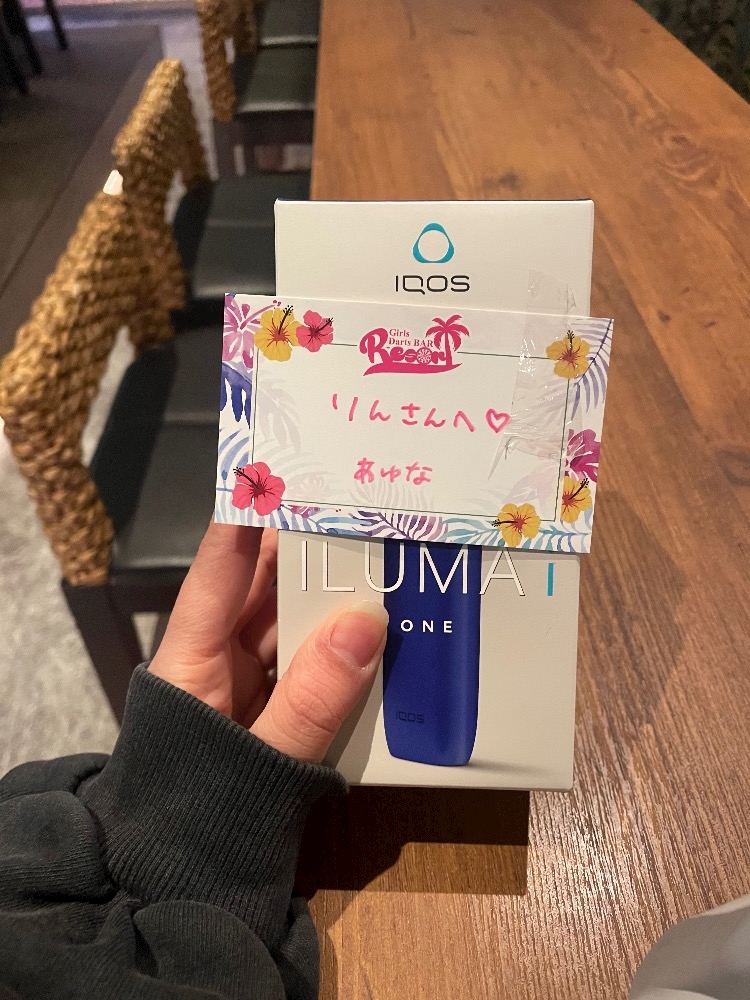 IQOS
Girls
Darts BAR
Resort
りんさんへ♡
あゆな
ILUMA i
ONE
IQOS